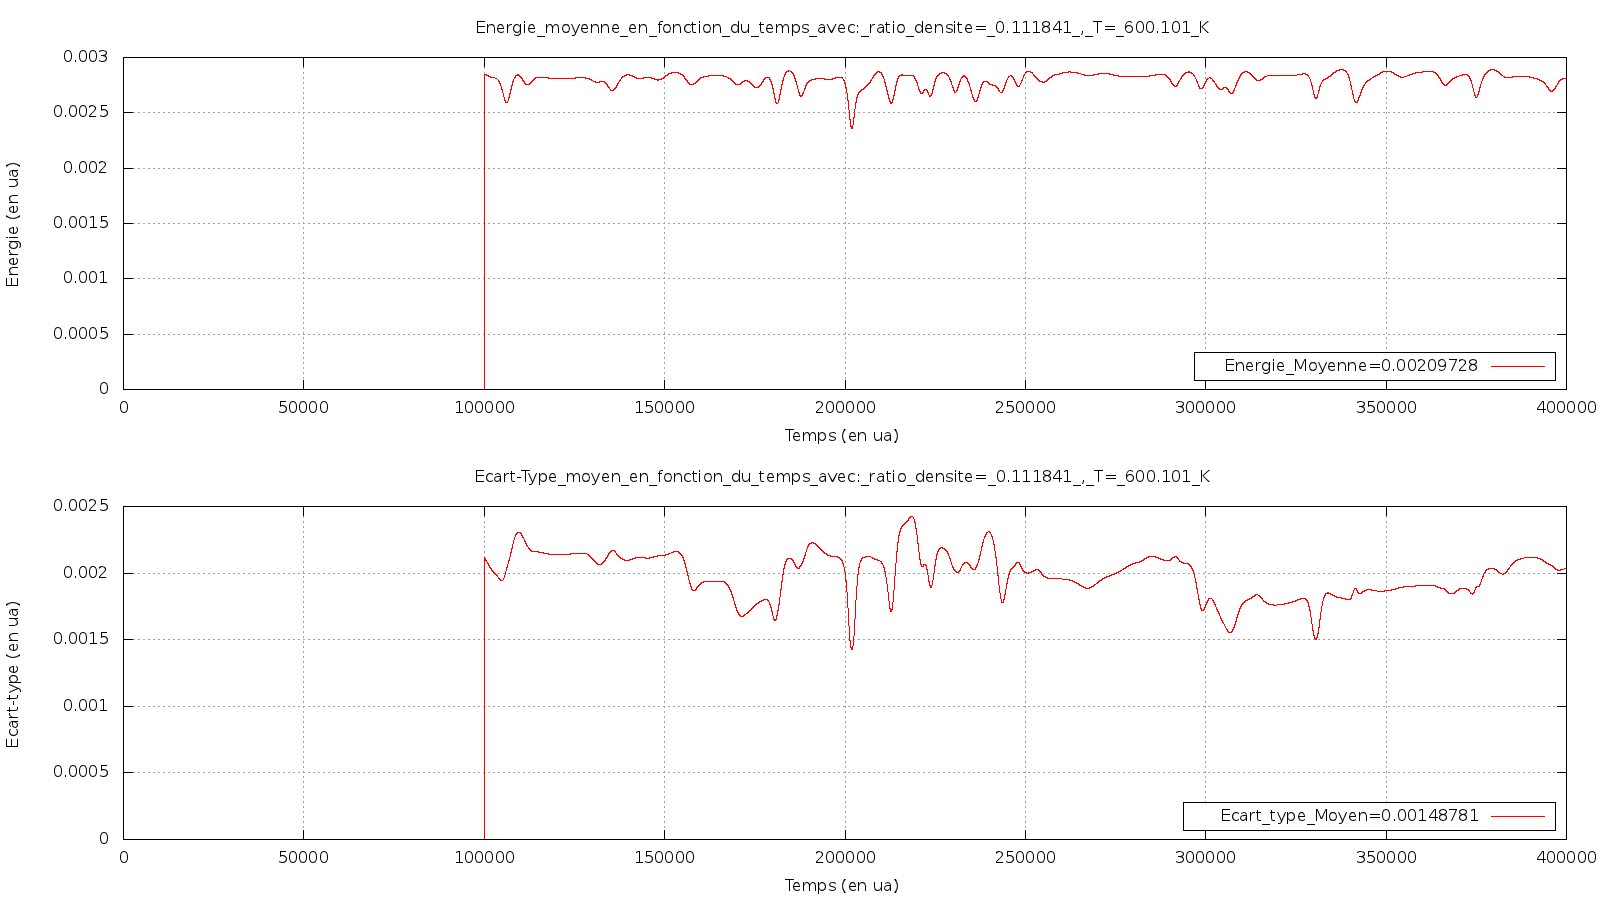 Energie_moyenne_en_fonction_du_temps_avec:_ratio_densite=_0.111841_,_T=_600.101_K
0.003
0.0025
0.002
0.0015
0.001
0.0005
0
Energie (en ua)
Energie_Moyenne=0.00209728
0 50000 100000 150000 200000 250000 300000 350000 400000
Temps (en ua)
Ecart-Type_moyen_en_fonction_du_temps_avec:_ratio_densite=_0.111841_,_T=_600.101_K
0.0025
0.002
0.0015
0.001
0.0005
0
Ecart-type (en ua)
Ecart_type_Moyen=0.00148781
0 50000 100000 150000 200000 250000 300000 350000 400000
Temps (en ua)